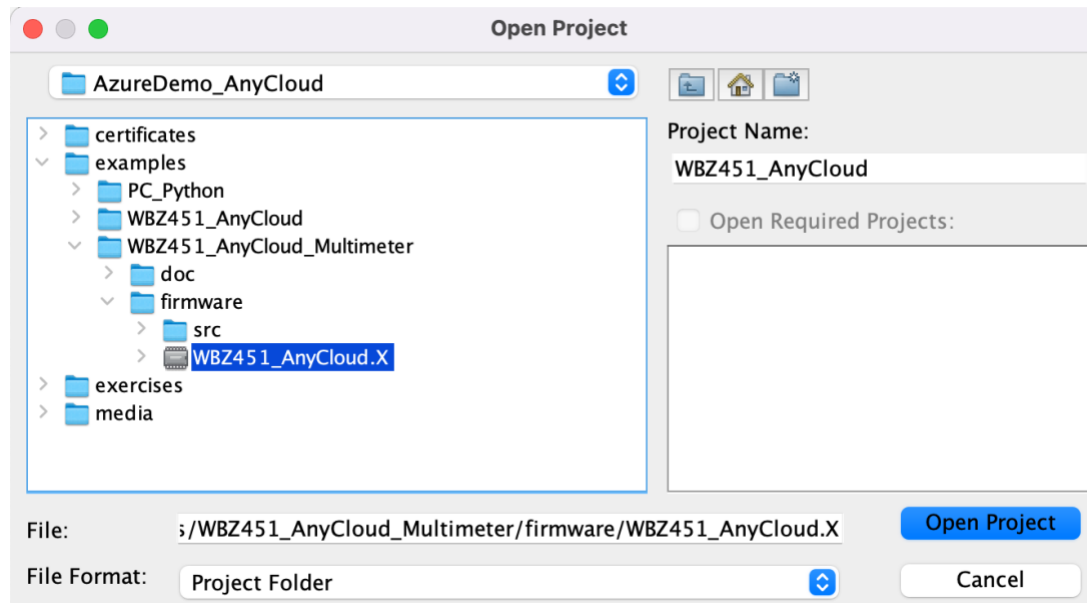 Open Project
AzureDemo_AnyCloud
certificates
examples
PC_Python
WBZ451_AnyCloud
WBZ451_AnyCloud_Multimeter
doc
firmware
src
WBZ451_AnyCloud.X
exercises
media
Project Name:
WBZ451_AnyCloud
Open Required Projects:
File:
s/WBZ451_AnyCloud_Multimeter/firmware/WBZ451_AnyCloud.X
Open Project
File Format:
Project Folder
Cancel